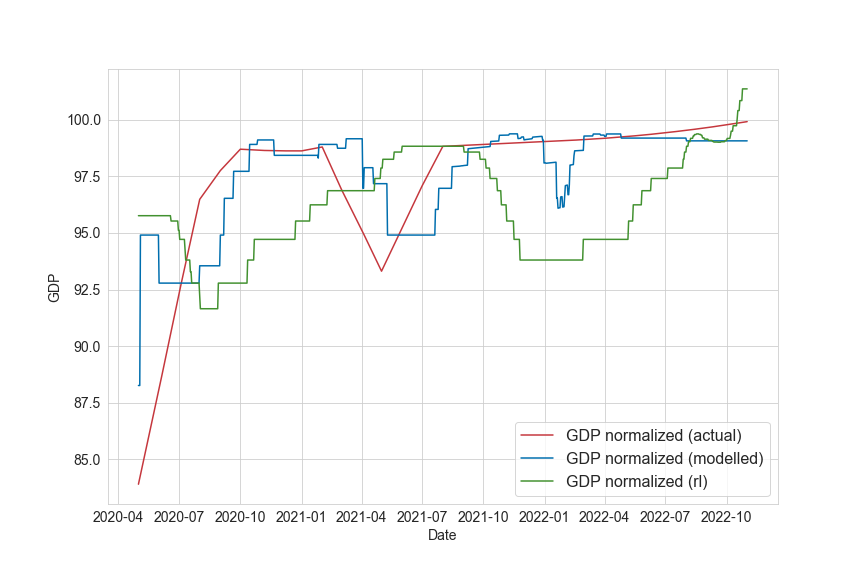 100.0
97.5
95.0
92.5
90.0
87.5
85.0
GDP
2020-04 2020-07 2020-10 2021-01 2021-04 2021-07 2021-10 2022-01 2022-04 2022-07 2022-10
Date
GDP normalized (actual)
GDP normalized (modelled)
GDP normalized (rl)